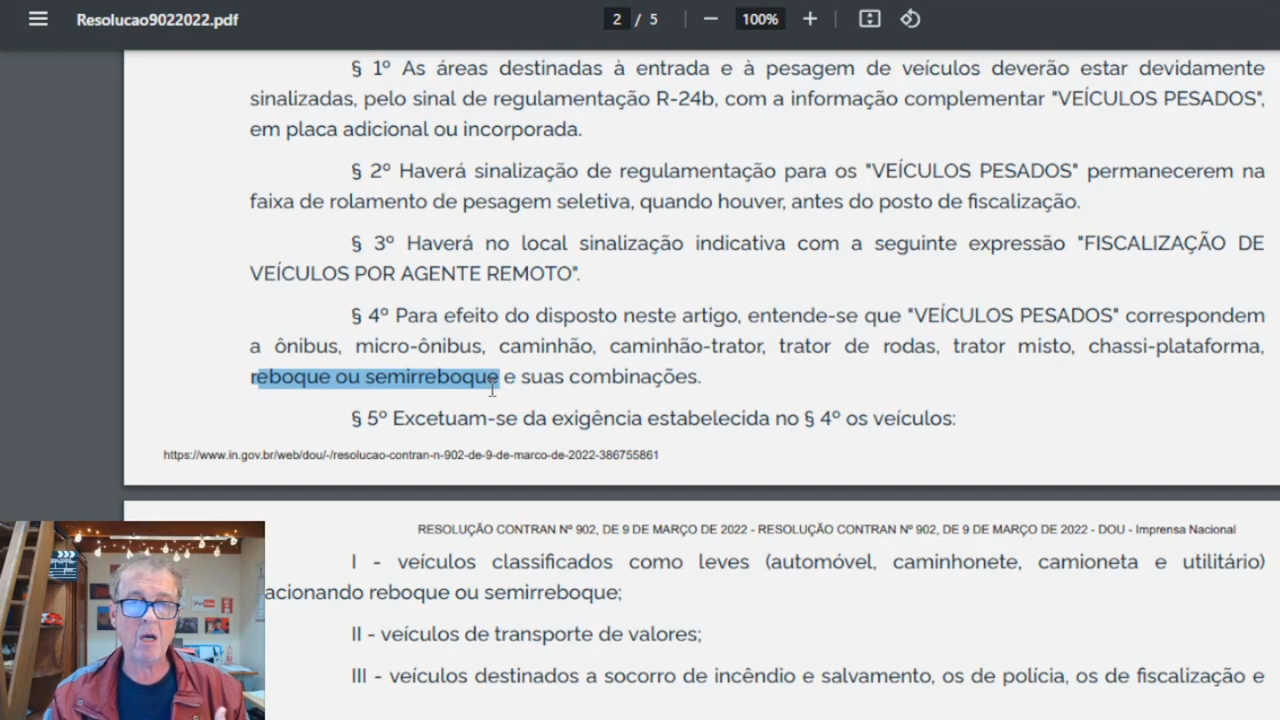 Resolucao9022022.pdf
2 / 5
100%
§ 1º As áreas destinadas à entrada e à pesagem de veículos deverão estar devidamente
sinalizadas, pelo sinal de regulamentação R-24b, com a informação complementar "VEÍCULOS PESADOS",
em placa adicional ou incorporada.
§ 2º Haverá sinalização de regulamentação para os "VEÍCULOS PESADOS" permanecerem na
faixa de rolamento de pesagem seletiva, quando houver, antes do posto de fiscalização.
§ 3º Haverá no local sinalização indicativa com a seguinte expressão "FISCALIZAÇÃO DE
VEÍCULOS POR AGENTE REMOTO".
§ 4º Para efeito do disposto neste artigo, entende-se que "VEÍCULOS PESADOS" correspondem
a ônibus, micro-ônibus, caminhão, caminhão-trator, trator de rodas, trator misto, chassi-plataforma,
reboque ou semirreboque e suas combinações.
§ 5º Excetuam-se da exigência estabelecida no § 4º os veículos:
https://www.in.gov.br/web/dou/-/resolucao-contran-n-902-de-9-de-marco-de-2022-386755861
RESOLUÇÃO CONTRAN Nº 902, DE 9 DE MARÇO DE 2022 - RESOLUÇÃO CONTRAN Nº 902, DE 9 DE MARÇO DE 2022 - DOU - Imprensa Nacional
I - veículos classificados como leves (automóvel, caminhonete, camioneta e utilitário)
acionando reboque ou semirreboque;
II - veículos de transporte de valores;
III - veículos destinados a socorro de incêndio e salvamento, os de polícia, os de fiscalização e